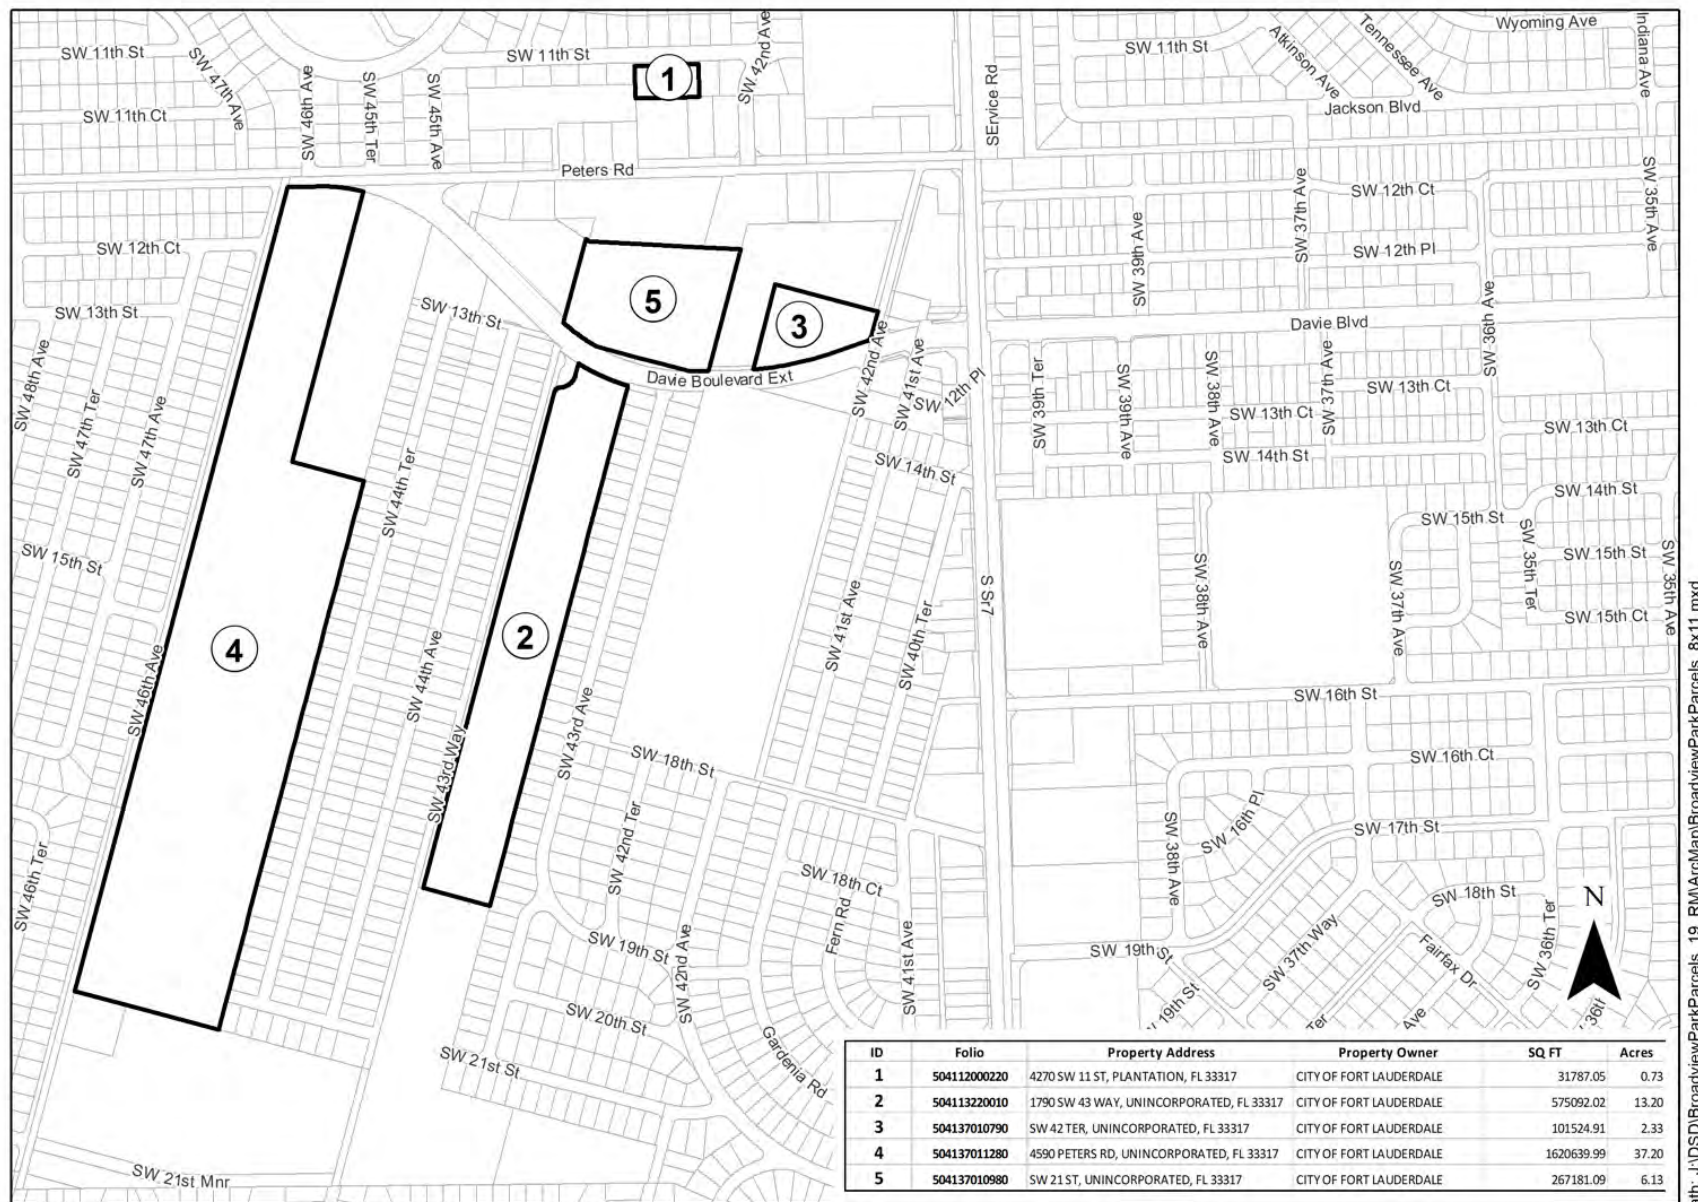 SW 11th St
SW 47th Ave
SW 11th Ct
SW 46th Ave
SW 45th Ter
SW 45th Ave
SW 11th St
1
SW 42nd Ave
SErvice Rd
SW 11th St
Atkinson Ave
Tennessee Ave
Wyoming Ave
Indiana Ave
Jackson Blvd
Peters Rd
SW 12th Ct
SW 37th Ave
SW 35th Ave
SW 12th Ct
SW 39th Ave
SW 12th Pl
SW 13th St
SW 13th St
5
3
SW 36th Ave
Davie Blvd
SW 48th Ave
SW 47th Ter
SW 47th Ave
Davie Boulevard Ext
SW 42nd Ave
SW 41st Ave
SW 12th Pl
SW 39th Ter
SW 39th Ave
SW 38th Ave
SW 37th Ave
SW 13th Ct
SW 13th Ct
SW 13th Ct
SW 44th Ter
SW 14th St
SW 14th St
SW 14th St
SW 15th St
SW 15th St
SW 35th Ter
SW 15th St
SW 35th Ave
S Sr7
SW 38th Ave
SW 37th Ave
SW 15th Ct
4
2
SW 46th Ave
SW 44th Ave
SW 41st Ave
SW 40th Ter
SW 16th St
SW 43rd Way
SW 43rd Ave
SW 18th St
SW 16th Ct
SW 42nd Ter
SW 38th Ave
SW 16th Pl
SW 17th St
SW 46th Ter
SW 18th Ct
SW 18th St
N
SW 19th St
SW 42nd Ave
Fern Rd
SW 41st Ave
SW 19th St
SW 37th Way
Fairfax Dr
SW 36th Ter
SW 20th St
19th St
Ter
Ave
36th
SW 21st St
Gardenia Rd
SW 21st Mnr
ID Folio Property Address Property Owner SQ FT Acres
1 504112000220 4270 SW 11 ST, PLANTATION, FL 33317 CITY OF FORT LAUDERDALE 31787.05 0.73
2 504113220010 1790 SW 43 WAY, UNINCORPORATED, FL 33317 CITY OF FORT LAUDERDALE 575092.02 13.20
3 504137010790 SW 42 TER, UNINCORPORATED, FL 33317 CITY OF FORT LAUDERDALE 101524.91 2.33
4 504137011280 4590 PETERS RD, UNINCORPORATED, FL 33317 CITY OF FORT LAUDERDALE 1620639.99 37.20
5 504137010980 SW 21 ST, UNINCORPORATED, FL 33317 CITY OF FORT LAUDERDALE 267181.09 6.13
J:\DSD\BroadviewParkParcels_19_RM\ArcMap\BroadviewParkParcels_8x11.mxd